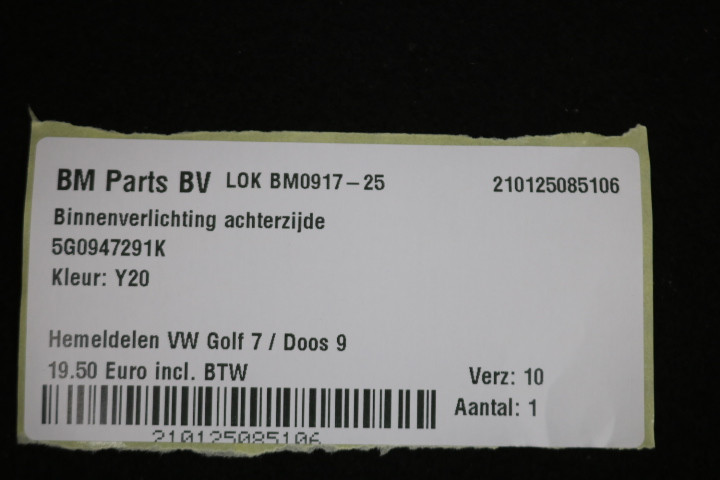 BM Parts BV LOK BM0917-25 210125085106
Binnenverlichting achterzijde
5G0947291K
Kleur: Y20
Hemeldelen VW Golf 7 / Doos 9
19.50 Euro incl. BTW Verz: 10
Aantal: 1
210125085106